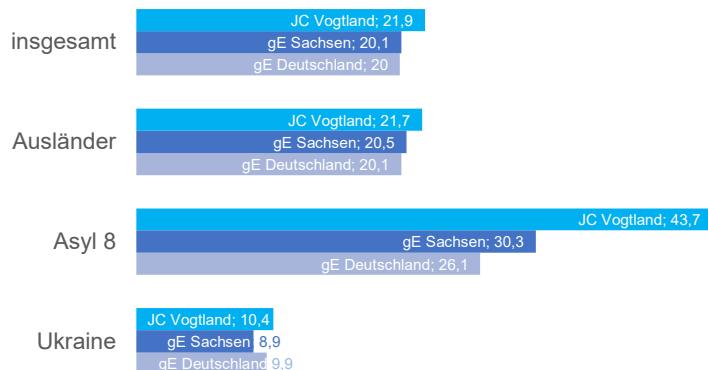 JC Vogtland; 21,9
insgesamt
gE Sachsen; 20,1
gE Deutschland; 20
JC Vogtland; 21,7
Ausländer
gE Sachsen; 20,5
gE Deutschland; 20,1
JC Vogtland; 43,7
Asyl 8
gE Sachsen; 30,3
gE Deutschland; 26,1
JC Vogtland; 10,4
Ukraine
gE Sachsen; 8,9
gE Deutschland; 9,9